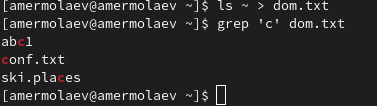 [amermolaev@amermolaev ~]$ ls ~ > dom.txt
[amermolaev@amermolaev ~]$ grep 'c' dom.txt
abc1
conf.txt
ski.places
[amermolaev@amermolaev ~]$